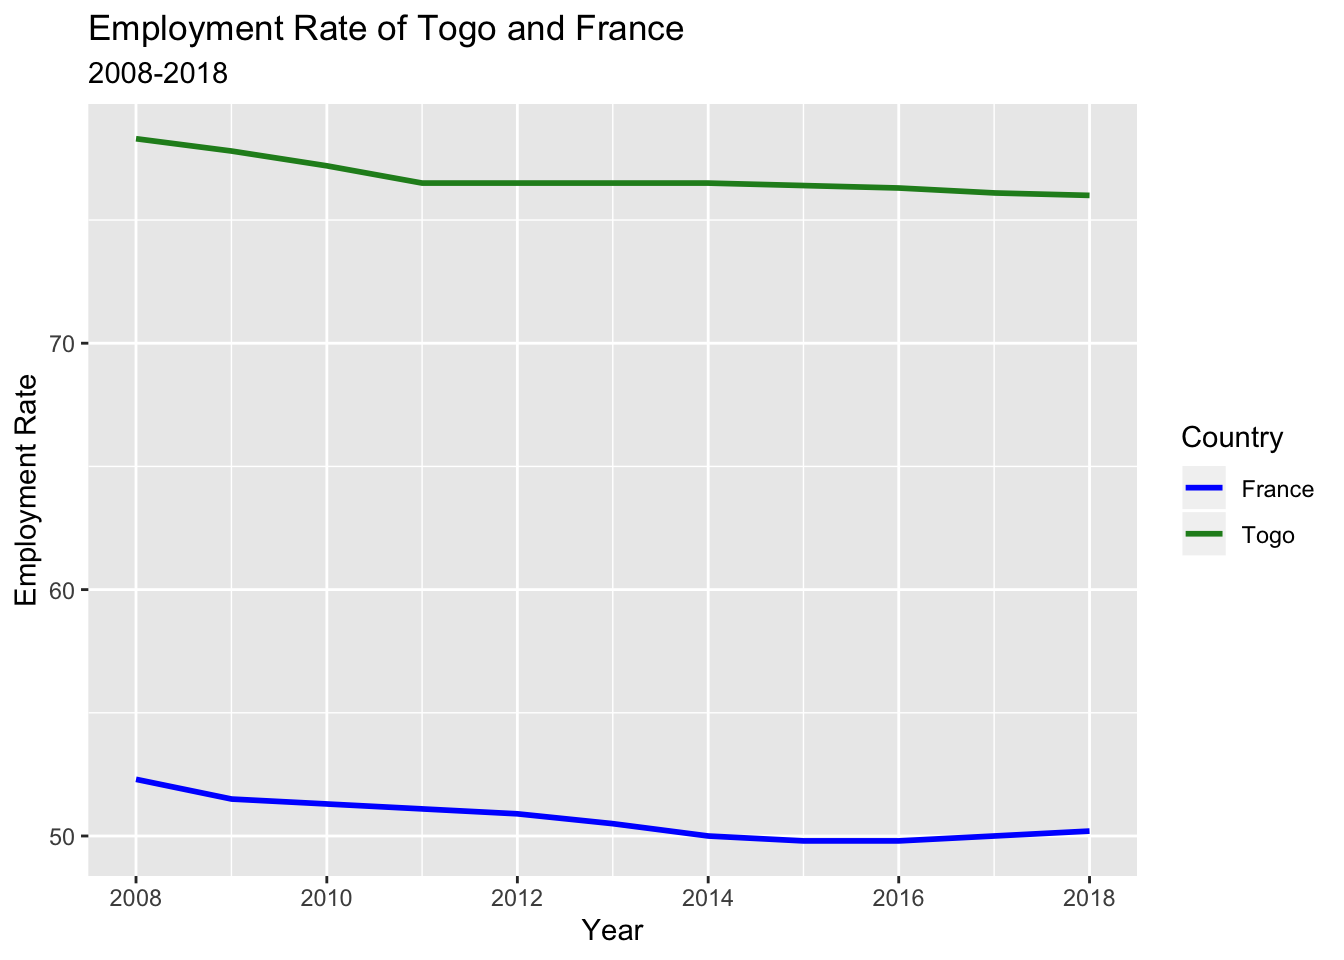 Employment Rate of Togo and France
2008-2018
Employment Rate
70
60
50
2008 2010 2012 2014 2016 2018
Year
Country
France
Togo